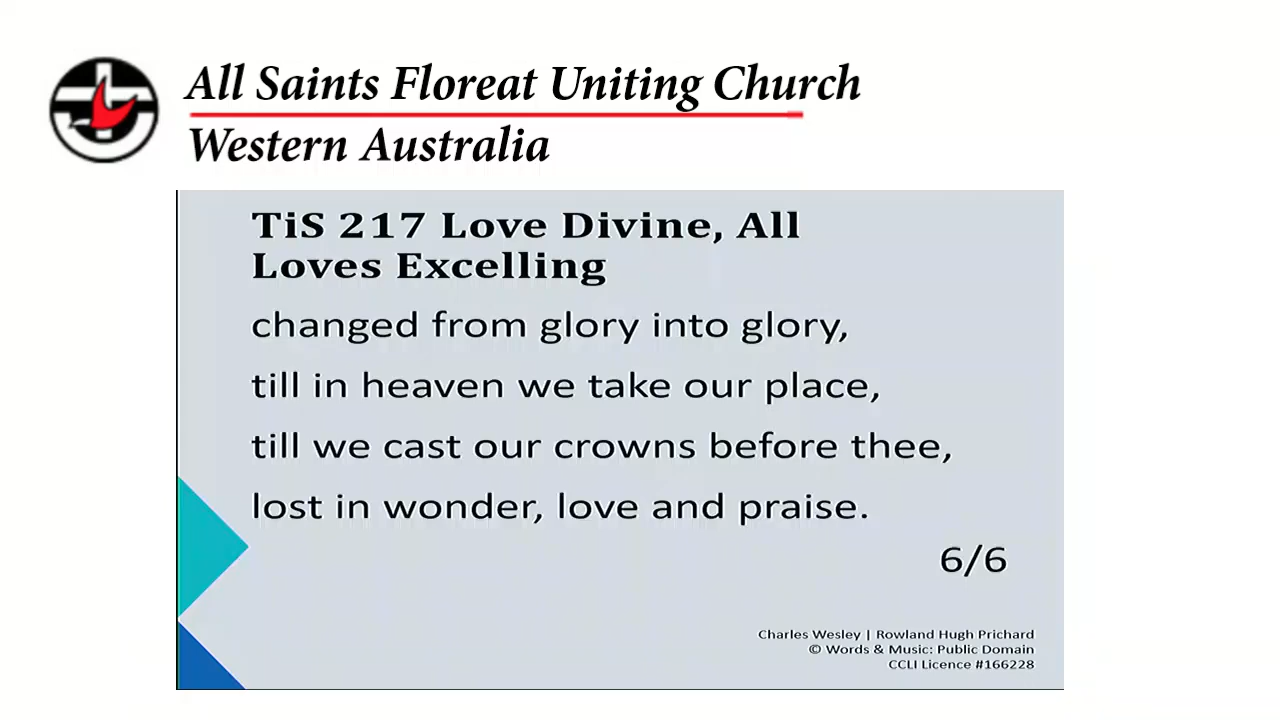 All Saints Floreat Uniting Church
Western Australia
TiS 217 Love Divine, All
Loves Excelling
changed from glory into glory,
till in heaven we take our place,
till we cast our crowns before thee,
lost in wonder, love and praise.
6/6
Charles Wesley | Rowland Hugh Prichard
© Words & Music: Public Domain
CCLI Licence #166228